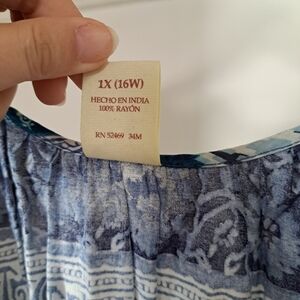 1X (16W)
HECHO EN INDIA
100% RAYÓN
RN 52469 34M